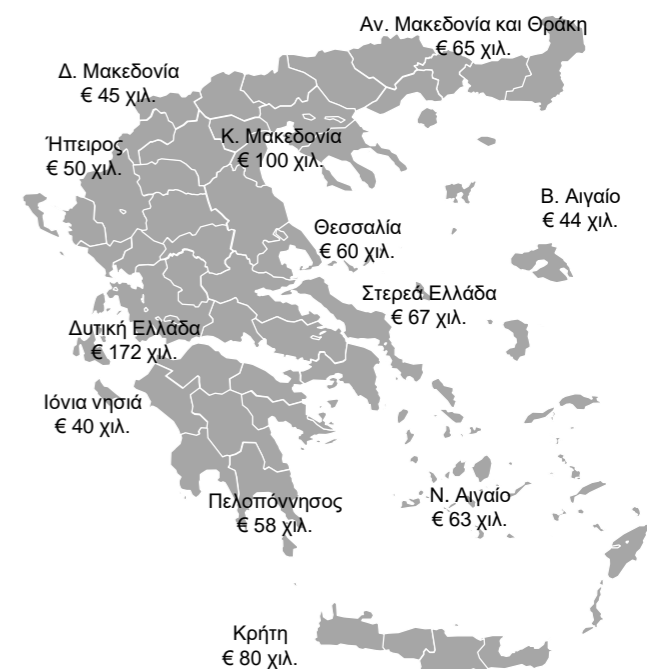 Αν. Μακεδονία και Θράκη
€ 65 χιλ.
Δ. Μακεδονία
€ 45 χιλ.
Ήπειρος
€ 50 χιλ.
Κ. Μακεδονία
€ 100 χιλ.
Β. Αιγαίο
€ 44 χιλ.
Θεσσαλία
€ 60 χιλ.
Στερεά Ελλάδα
€ 67 χιλ.
Δυτική Ελλάδα
€ 172 χιλ.
Ιόνια νησιά
€ 40 χιλ.
Πελοπόννησος
€ 58 χιλ.
Ν. Αιγαίο
€ 63 χιλ.
Κρήτη
€ 80 χιλ.